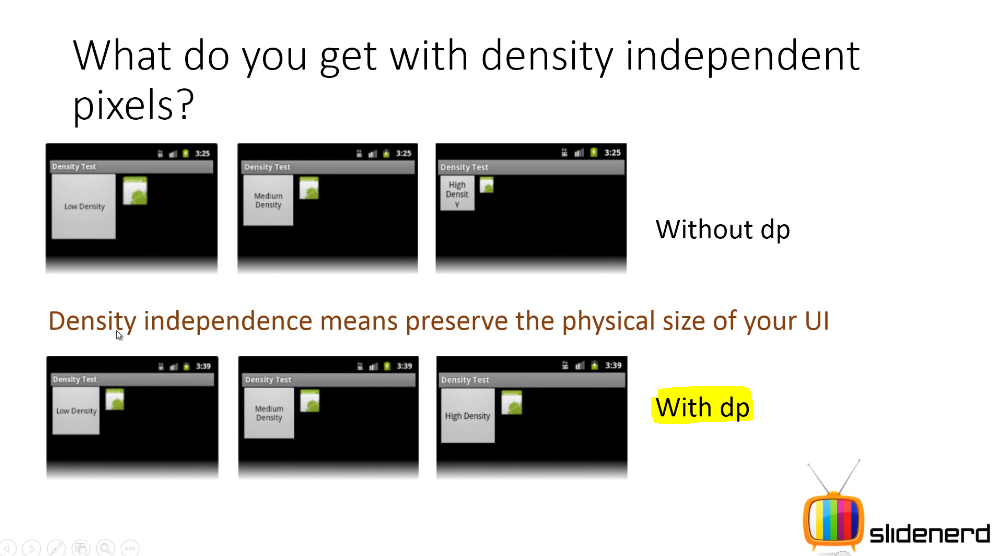 What do you get with density independent
pixels?
3:25
Density Test
Low Density
3:25
Density Test
Medium
Density
3:25
Density Test
High
Densit
y
Without dp
Density independence means preserve the physical size of your UI
3:39
Density Test
Low Density
3:39
Density Test
Medium
Density
3:39
Density Test
High Density
With dp
slidenerd